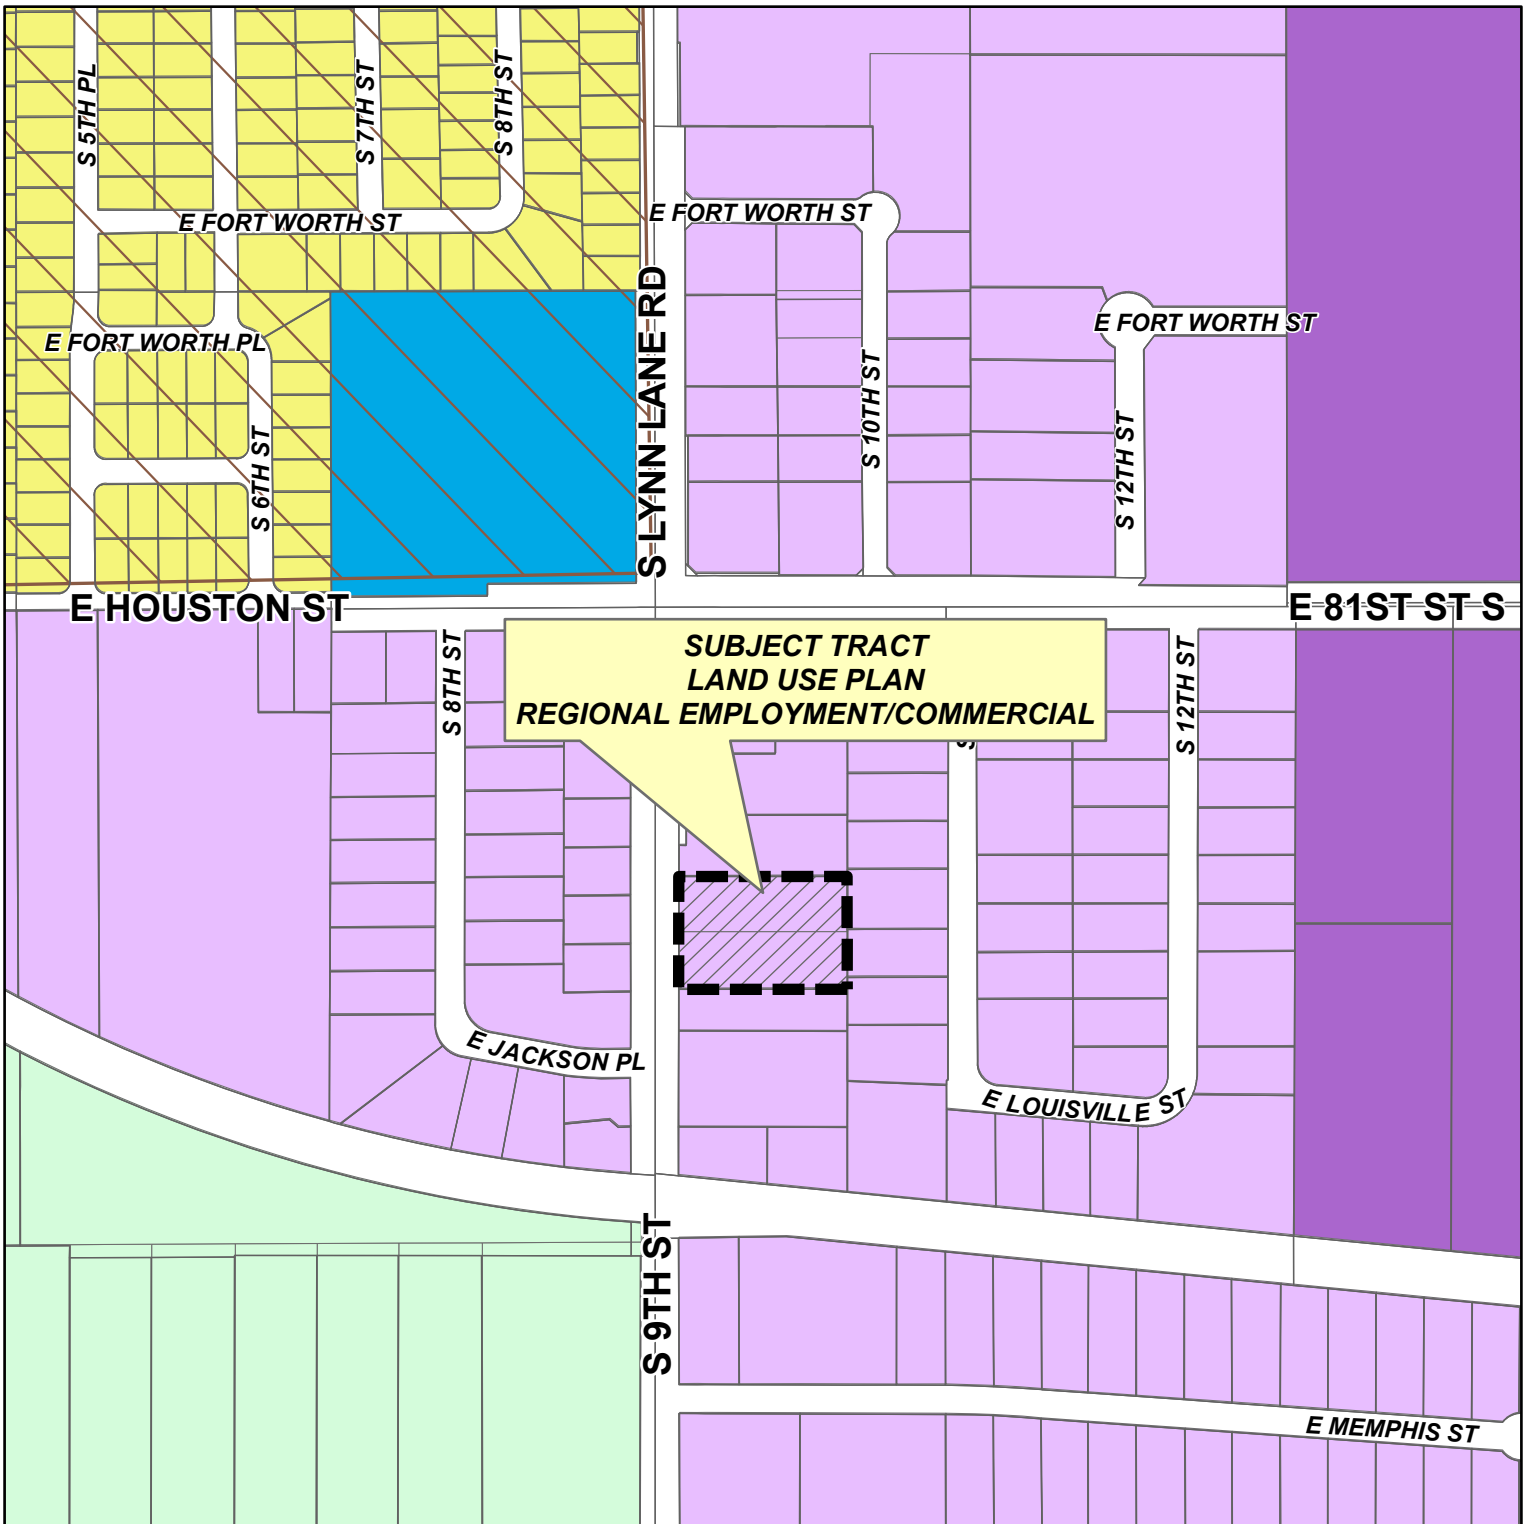 S 5TH PL
S 7TH ST
S 8TH ST
E FORT WORTH ST
E FORT WORTH ST
E FORT WORTH ST
E FORT WORTH PL
S LYNN LANE RD
S 10TH ST
S 12TH ST
S 6TH ST
E HOUSTON ST
E 81ST ST S
SUBJECT TRACT
LAND USE PLAN
REGIONAL EMPLOYMENT/COMMERCIAL
S 8TH ST
S 12TH ST
S
E JACKSON PL
E LOUISVILLE ST
S 9TH ST
E MEMPHIS ST